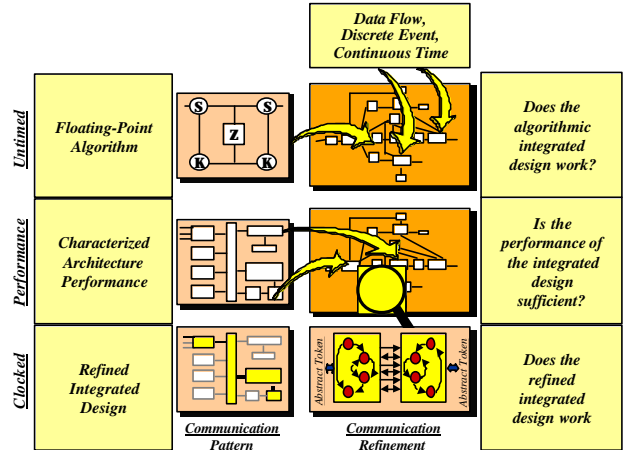 Data Flow,
Discrete Event,
Continuous Time
Untimed
Floating-Point
Algorithm
S
S
Z
K
K
Does the
algorithmic
integrated
design work?
Performance
Characterized
Architecture
Performance
Is the
performance of
the integrated
design
sufficient?
Clocked
Refined
Integrated
Design
Abstract Token
Abstract Token
Does the
refined
integrated
design work
Communication
Pattern
Communication
Refinement